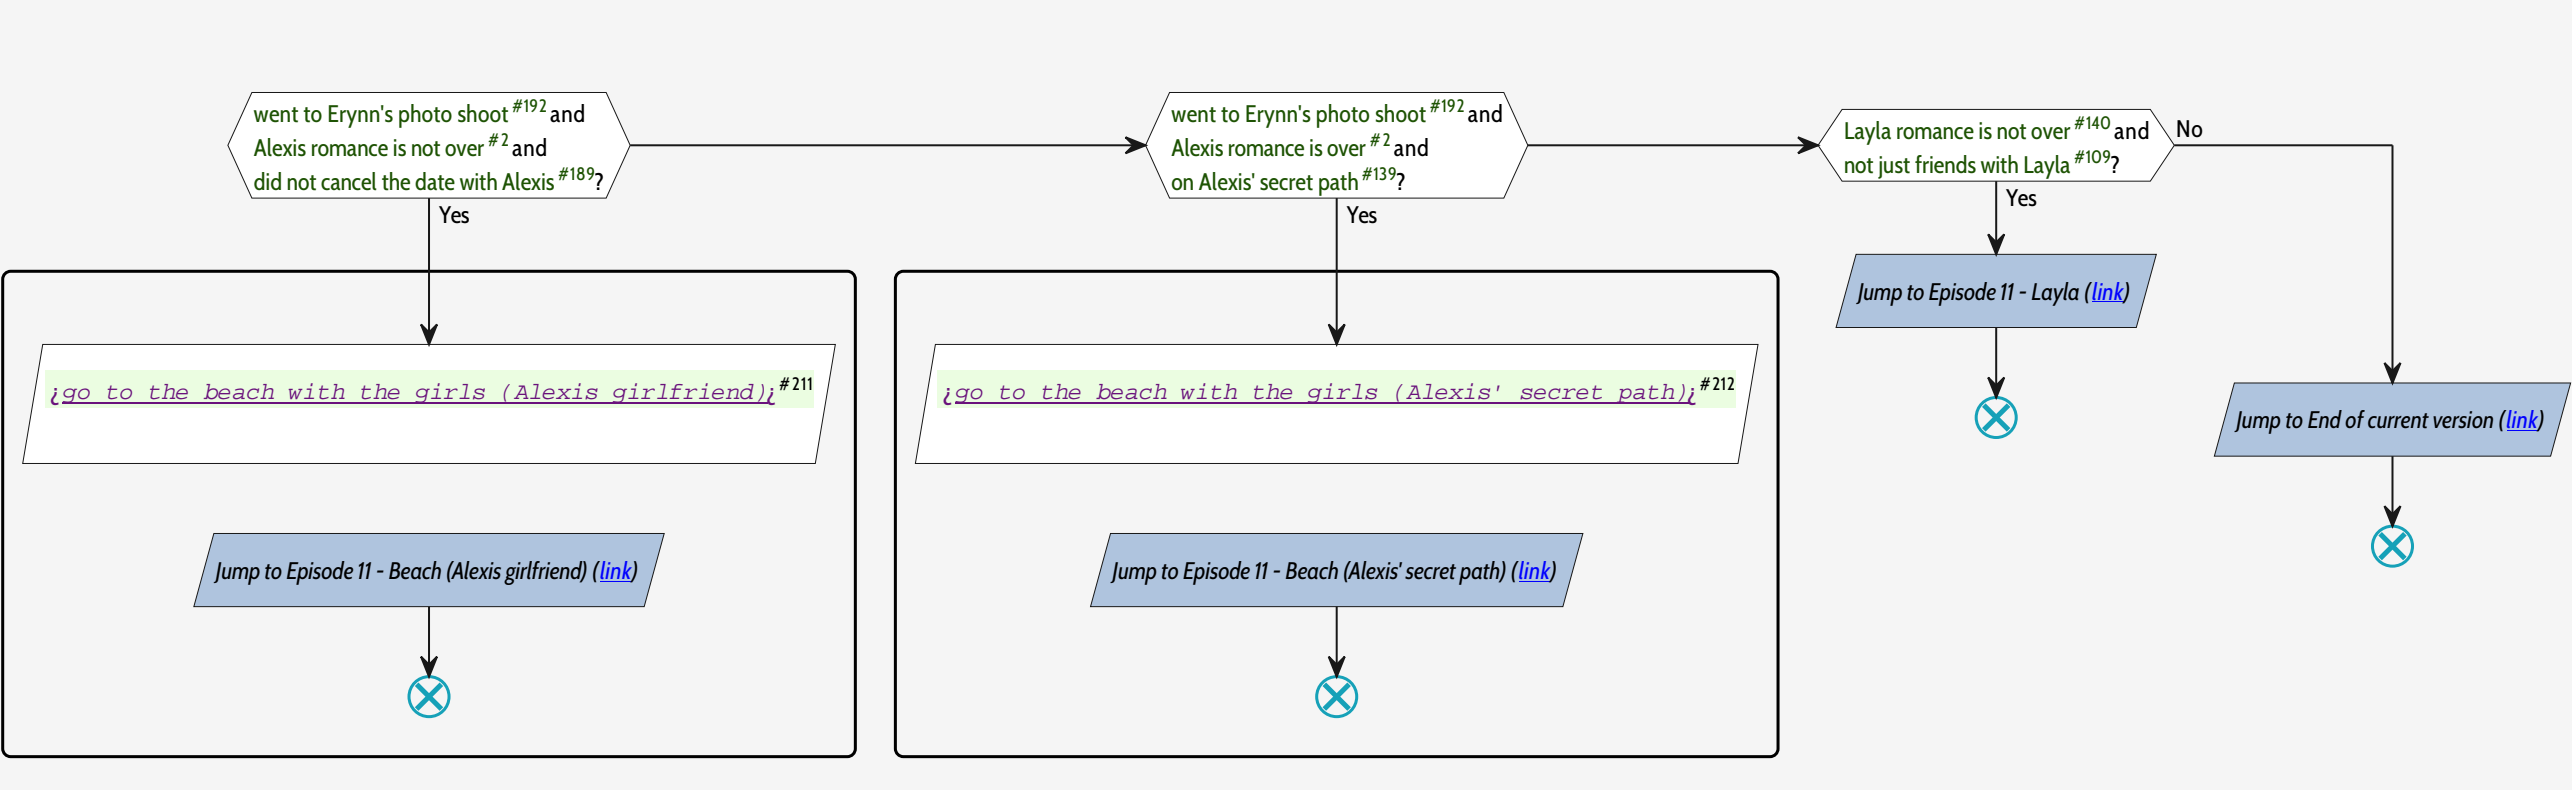 went to Erynn's photo shoot #192 and
Alexis romance is not over #2 and
did not cancel the date with Alexis #189?
Yes
¿go to the beach with the girls (Alexis girlfriend)¿ #211
Jump to Episode 11 - Beach (Alexis girlfriend) (link)
went to Erynn's photo shoot #192 and
Alexis romance is over #2 and
on Alexis' secret path #139?
Yes
¿go to the beach with the girls (Alexis' secret path)¿ #212
Jump to Episode 11 - Beach (Alexis' secret path) (link)
Layla romance is not over #140 and
not just friends with Layla #109?
Yes
Jump to Episode 11 - Layla (link)
No
Jump to End of current version (link)